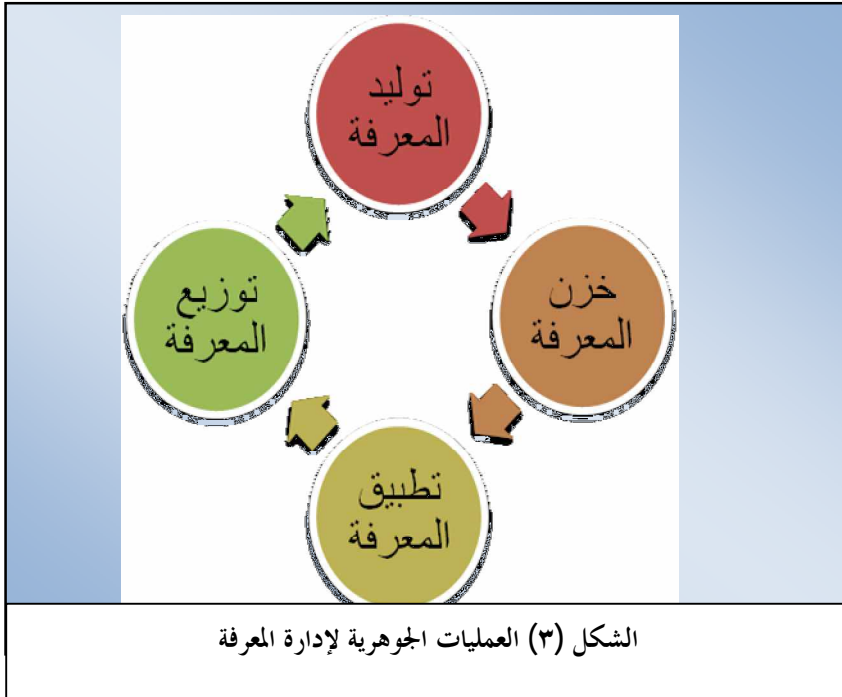 توليد
المعرفة
خزن
المعرفة
توزيع
المعرفة
تطبيق
المعرفة
الشكل (٣) العمليات الجوهرية لإدارة المعرفة